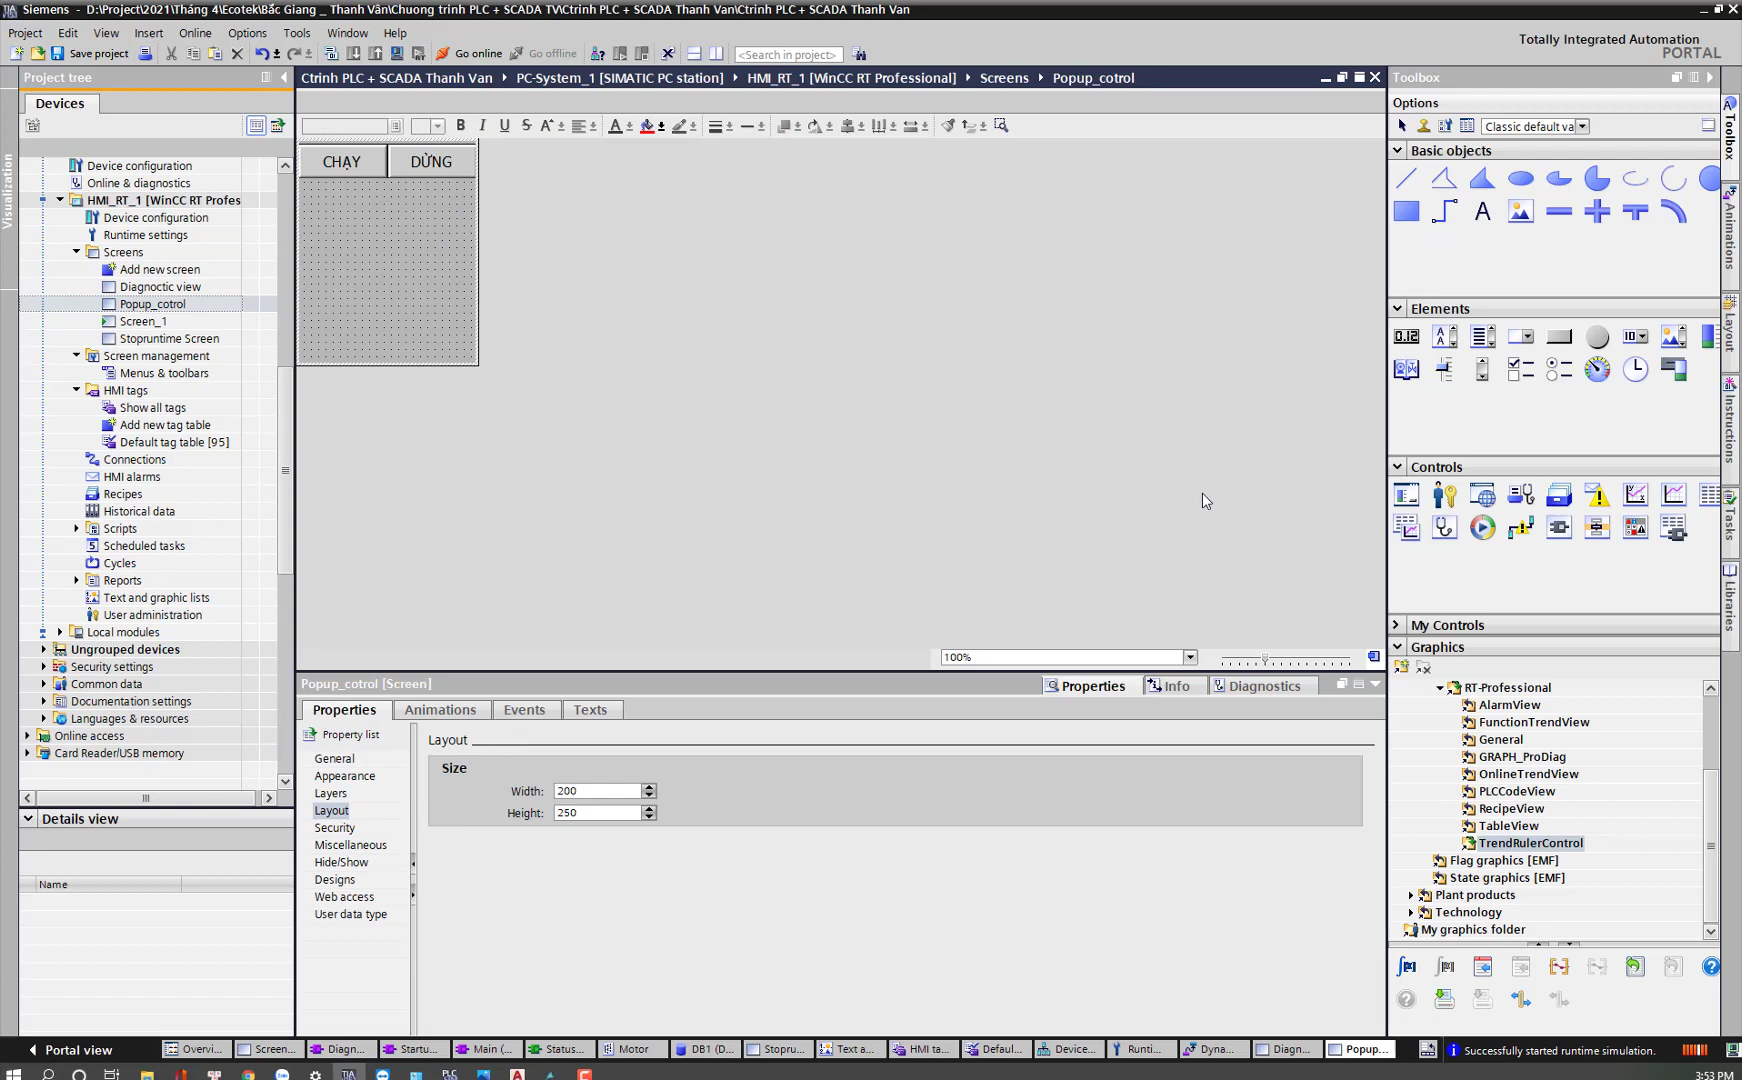 Siemens - D:\Project\2021\Tháng 4\Ecotek\Bắc Giang _ Thanh Vân\Chuong trình PLC + SCADA TV\Ctrinh PLC + SCADA Thanh Van\Ctrinh PLC + SCADA Thanh Van
Project Edit View Insert Online Options Tools Window Help
Totally Integrated Automation
PORTAL
Save project
Go online
Go offline
<Search in project>
Project tree
Ctrinh PLC + SCADA Thanh Van PC-System_1 [SIMATIC PC station] HMI_RT_1 [WinCC RT Professional] Screens Popup_cotrol
Toolbox
Devices
Options
Classic default va
Visualization
Device configuration
Online & diagnostics
HMI_RT_1 [WinCC RT Profes
Device configuration
Runtime settings
Screens
Add new screen
Diagnoctic view
Popup_cotrol
Screen_1
Stopruntime Screen
Screen management
Menus & toolbars
HMI tags
Show all tags
Add new tag table
Default tag table [95]
Connections
HMI alarms
Recipes
Historical data
Scripts
Scheduled tasks
Cycles
Reports
Text and graphic lists
User administration
Local modules
Ungrouped devices
Security settings
Common data
Documentation settings
Languages & resources
Online access
Card Reader/USB memory
Details view
Name
CHẠY DỪNG
100%
Popup_cotrol [Screen]
Properties Info Diagnostics
Properties Animations Events Texts
Property list
General
Appearance
Layers
Layout
Security
Miscellaneous
Hide/Show
Designs
Web access
User data type
Layout
Size
Width: 200
Height: 250
Basic objects
Elements
Controls
My Controls
Graphics
RT-Professional
AlarmView
FunctionTrendView
General
GRAPH_ProDiag
OnlineTrendView
PLCCodeView
RecipeView
TableView
TrendRulerControl
Flag graphics [EMF]
State graphics [EMF]
Plant products
Technology
My graphics folder
Toolbox
Animations
Layout
Instructions
Tasks
Libraries
Portal view
Overvi... Screen... Diagn... Startu... Main (... Status... Motor DB1 (D... Stopru... Text a... HMI ta... Defaul... Device... Runti... Dyna... Diagn... Popup...
Successfully started runtime simulation.
3:53 PM